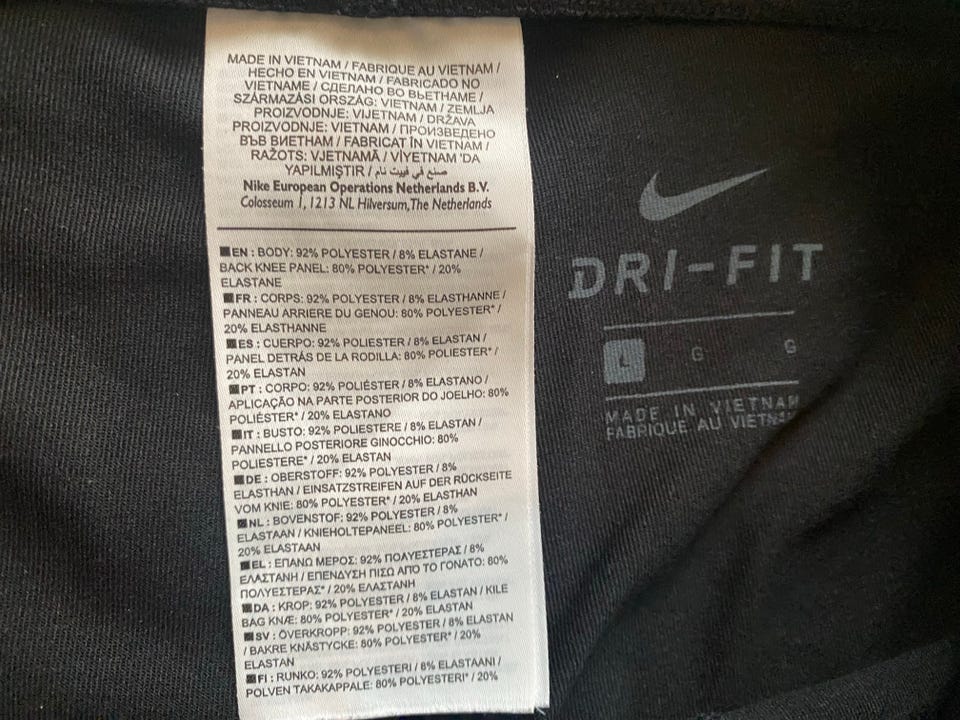 MADE IN VIETNAM / FABRIQUE AU VIETNAM /
HECHO EN VIETNAM / FABRICADO NO
VIETNAME / СДЕЛАНО ВО ВЬЕТНАМЕ /
SZÁRMAZÁSI ORSZÁG: VIETNAM / ZEMLJA
PROIZVODNJE: VIJETNAM / DRŽAVA
PROIZVODNJE: VIETNAM / ПРОИЗВЕДЕНО
ВЪВ ВИЕТНАМ / FABRICAT ÎN VIETNAM /
RAŽOTS: VJETNAMĀ / VİYETNAM 'DA
YAPILMIŞTIR / صنع في فييت نام
Nike European Operations Netherlands B.V.
Colosseum 1, 1213 NL Hilversum, The Netherlands
EN : BODY: 92% POLYESTER / 8% ELASTANE /
BACK KNEE PANEL: 80% POLYESTER* / 20%
ELASTANE
FR : CORPS: 92% POLYESTER / 8% ELASTHANNE /
PANNEAU ARRIERE DU GENOU: 80% POLYESTER* /
20% ELASTHANNE
ES : CUERPO: 92% POLIÉSTER / 8% ELASTAN /
PANEL DETRÁS DE LA RODILLA: 80% POLIESTER* /
20% ELASTAN
PT : CORPO: 92% POLIÉSTER / 8% ELASTANO /
APLICAÇÃO NA PARTE POSTERIOR DO JOELHO: 80%
POLIÉSTER* / 20% ELASTANO
IT : BUSTO: 92% POLIESTERE / 8% ELASTAN /
PANNELLO POSTERIORE GINOCCHIO: 80%
POLIESTERE* / 20% ELASTAN
DE : OBERSTOFF: 92% POLYESTER / 8%
ELASTHAN / EINSATZSTREIFEN AUF DER RÜCKSEITE
VOM KNIE: 80% POLYESTER* / 20% ELASTHAN
NL : BOVENSTOF: 92% POLYESTER / 8%
ELASTAAN / KNIEHOLTEPANEEL: 80% POLYESTER* /
20% ELASTAAN
EL : ΕΠΑΝΩ ΜΕΡΟΣ: 92% ΠΟΛΥΕΣΤΕΡΑΣ / 8%
ΕΛΑΣΤΑΝΗ / ΕΠΕΝΔΥΣΗ ΠΙΣΩ ΑΠΟ ΤΟ ΓΟΝΑΤΟ: 80%
ΠΟΛΥΕΣΤΕΡΑΣ* / 20% ΕΛΑΣΤΑΝΗ
DA : KROP: 92% POLYESTER / 8% ELASTAN / KILE
BAG KNÆ: 80% POLYESTER* / 20% ELASTAN
SV : ÖVERKROPP: 92% POLYESTER / 8% ELASTAN
/ BAKRE KNÄSTYCKE: 80% POLYESTER* / 20%
ELASTAN
FI : RUNKO: 92% POLYESTERI / 8% ELASTAANI /
POLVEN TAKAKAPPALE: 80% POLYESTERI* / 20%
DRI-FIT
L G G
MADE IN VIETNAM
FABRIQUE AU VIETNAM